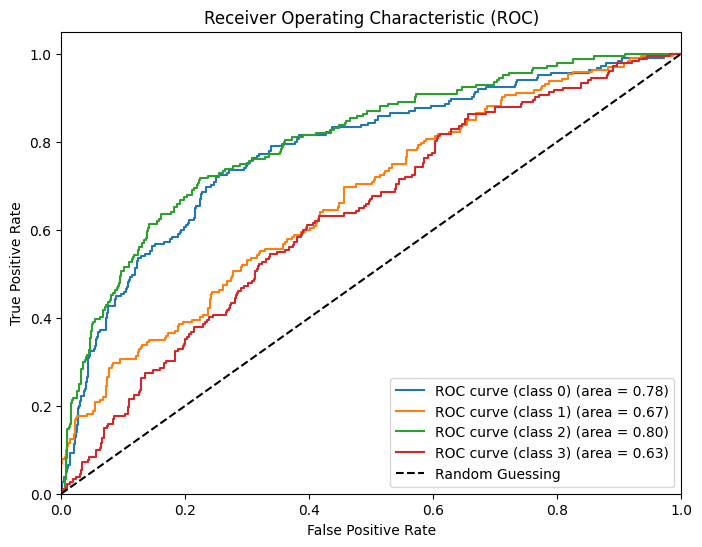 Receiver Operating Characteristic (ROC)
True Positive Rate
1.0
0.8
0.6
0.4
0.2
0.0
ROC curve (class 0) (area = 0.78)
ROC curve (class 1) (area = 0.67)
ROC curve (class 2) (area = 0.80)
ROC curve (class 3) (area = 0.63)
Random Guessing
0.0 0.2 0.4 0.6 0.8 1.0
False Positive Rate